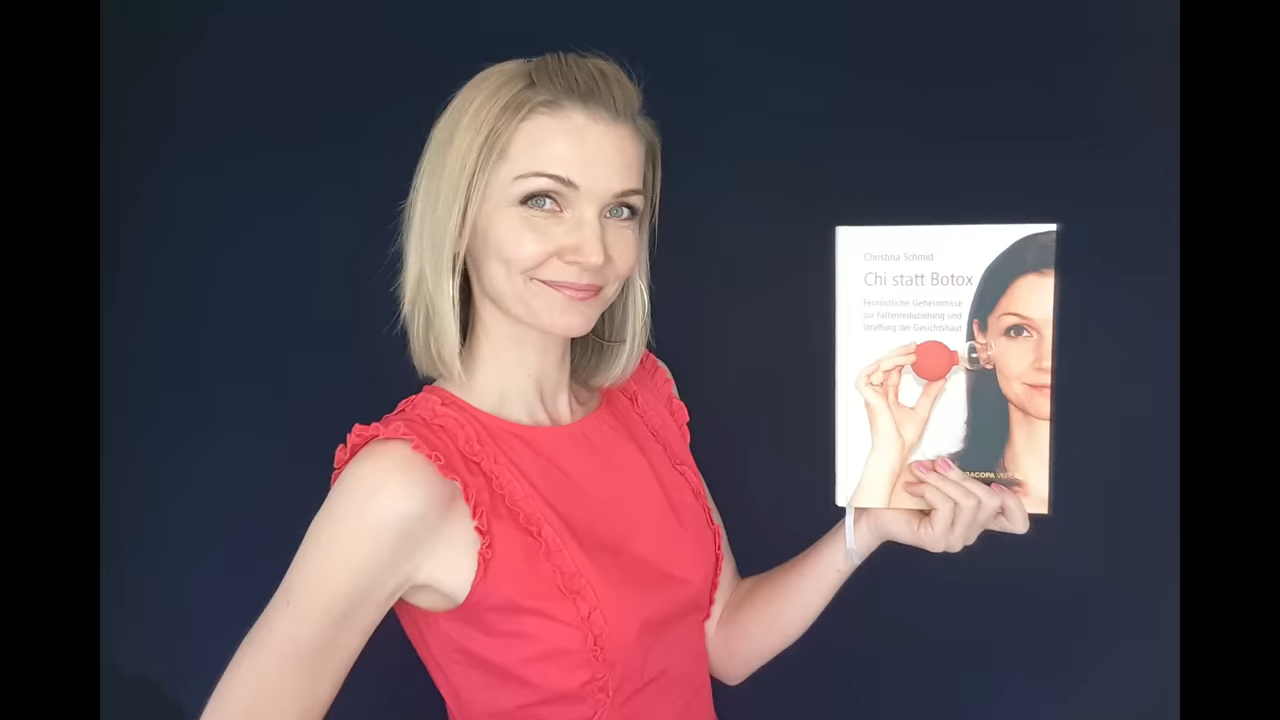 Christina Schmid
Chi statt Botox
Fernöstliche Geheimnisse
zur Faltenreduzierung und
Straffung der Gesichtshaut